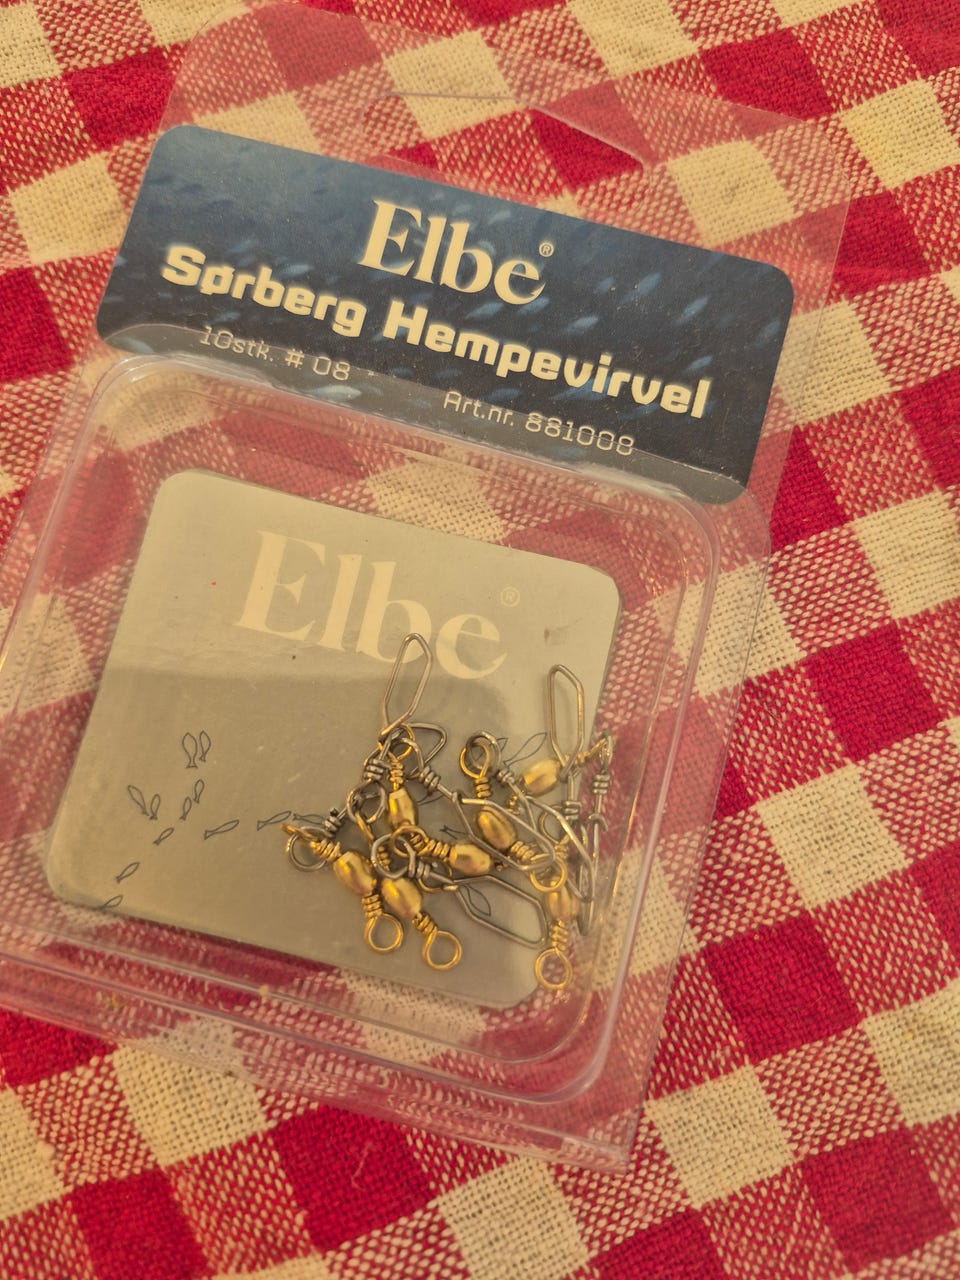 Elbe®
Sørberg Hempevirvel
10stk. # 08
Art.nr. 881008
Elbe®